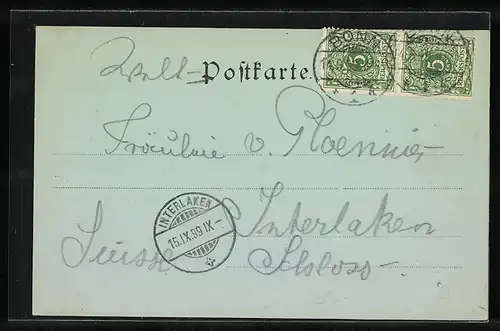 Postkarte.
BONN
5 5
Fräulein v. Ploennies
INTERLAKEN
15.IX.99.IX-
Interlaken
Suisse
Schloss